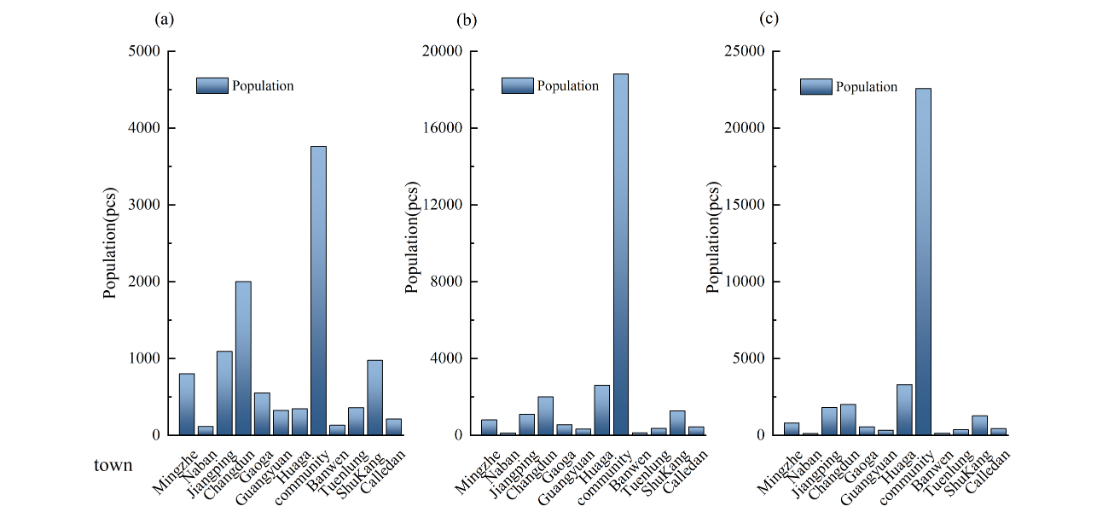 (a)
5000
4000
3000
2000
1000
0
Population(pcs)
Population
Mingzhe
Naban
Jiangping
Changdun
Gaoga
Guangyuan
Huaga
community
Banwen
Tuenlung
ShuKang
Calledan
town
(b)
20000
16000
12000
8000
4000
0
Population(pcs)
Population
Mingzhe
Naban
Jiangping
Changdun
Gaoga
Guangyuan
Huaga
community
Banwen
Tuenlung
ShuKang
Calledan
(c)
25000
20000
15000
10000
5000
0
Population(pcs)
Population
Mingzhe
Naban
Jiangping
Changdun
Gaoga
Guangyuan
Huaga
community
Banwen
Tuenlung
ShuKang
Calledan